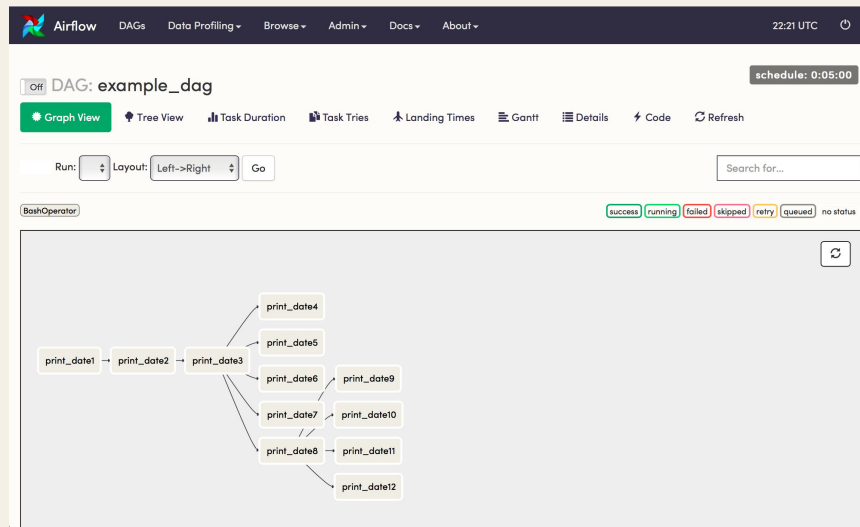 Airflow DAGs Data Profiling Browse Admin Docs About 22:21 UTC
schedule: 0:05:00
Off DAG: example_dag
Graph View Tree View Task Duration Task Tries Landing Times Gantt Details Code Refresh
Run: Layout: Left->Right Go Search for...
BashOperator success running failed skipped retry queued no status
print_date4
print_date5
print_date1 print_date2 print_date3
print_date6 print_date9
print_date7 print_date10
print_date8 print_date11
print_date12